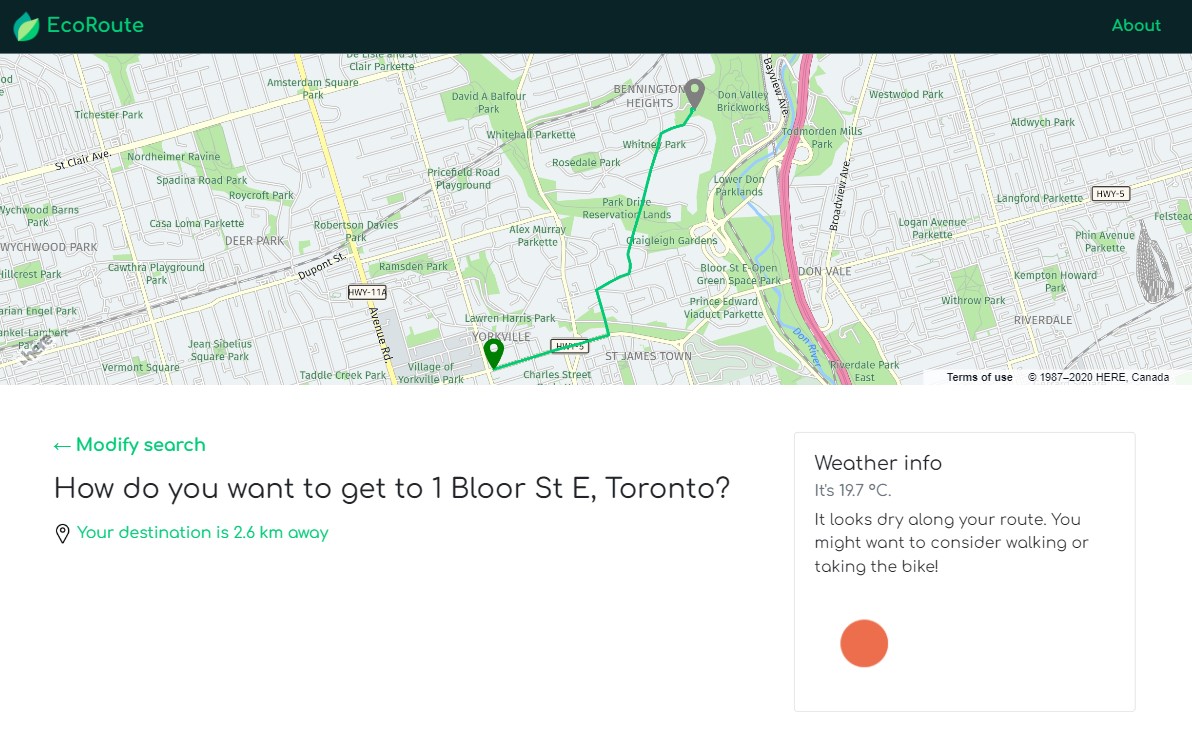 EcoRoute
About
De Lisle and St
Clair Parkette
Amsterdam Square
Park
Tichester Park
David A Balfour
Park
BENNINGTON
HEIGHTS
Don Valley
Brickworks
Bayview Ave.
Westwood Park
Aldwych Park
Todmorden Mills
Park
Whitehall Parkette
Whitney Park
St Clair Ave.
Nordheimer Ravine
Rosedale Park
Spadina Road Park
Roycroft Park
Pricefield Road
Playground
Lower Don
Parklands
Broadview Ave.
HWY-5
Langford Parkette
Wychwood Barns
Park
Casa Loma Parkette
Robertson Davies
Park
Park Drive
Reservation Lands
Alex Murray
Parkette
Logan Avenue
Parkette
Phin Avenue
Parkette
WYCHWOOD PARK
DEER PARK
Craigleigh Gardens
Hillcrest Park
Cawthra Playground
Park
Dupont St.
Ramsden Park
Bloor St E-Open
Green Space Park
DON VALE
Kempton Howard
Park
HWY-11A
Prince Edward
Viaduct Parkette
Withrow Park
Earl
Park
Avenue Rd.
Lawren Harris Park
YORKVILLE
HWY-5
ST JAMES TOWN
Don River
RIVERDALE
Jean Sibelius
Square Park
here
Vermont Square
Taddle Creek Park
Village of
Yorkville Park
Charles Street
Riverdale Park
East
Terms of use
© 1987–2020 HERE, Canada
← Modify search
How do you want to get to 1 Bloor St E, Toronto?
Your destination is 2.6 km away
Weather info
It's 19.7 ºC.
It looks dry along your route. You
might want to consider walking or
taking the bike!